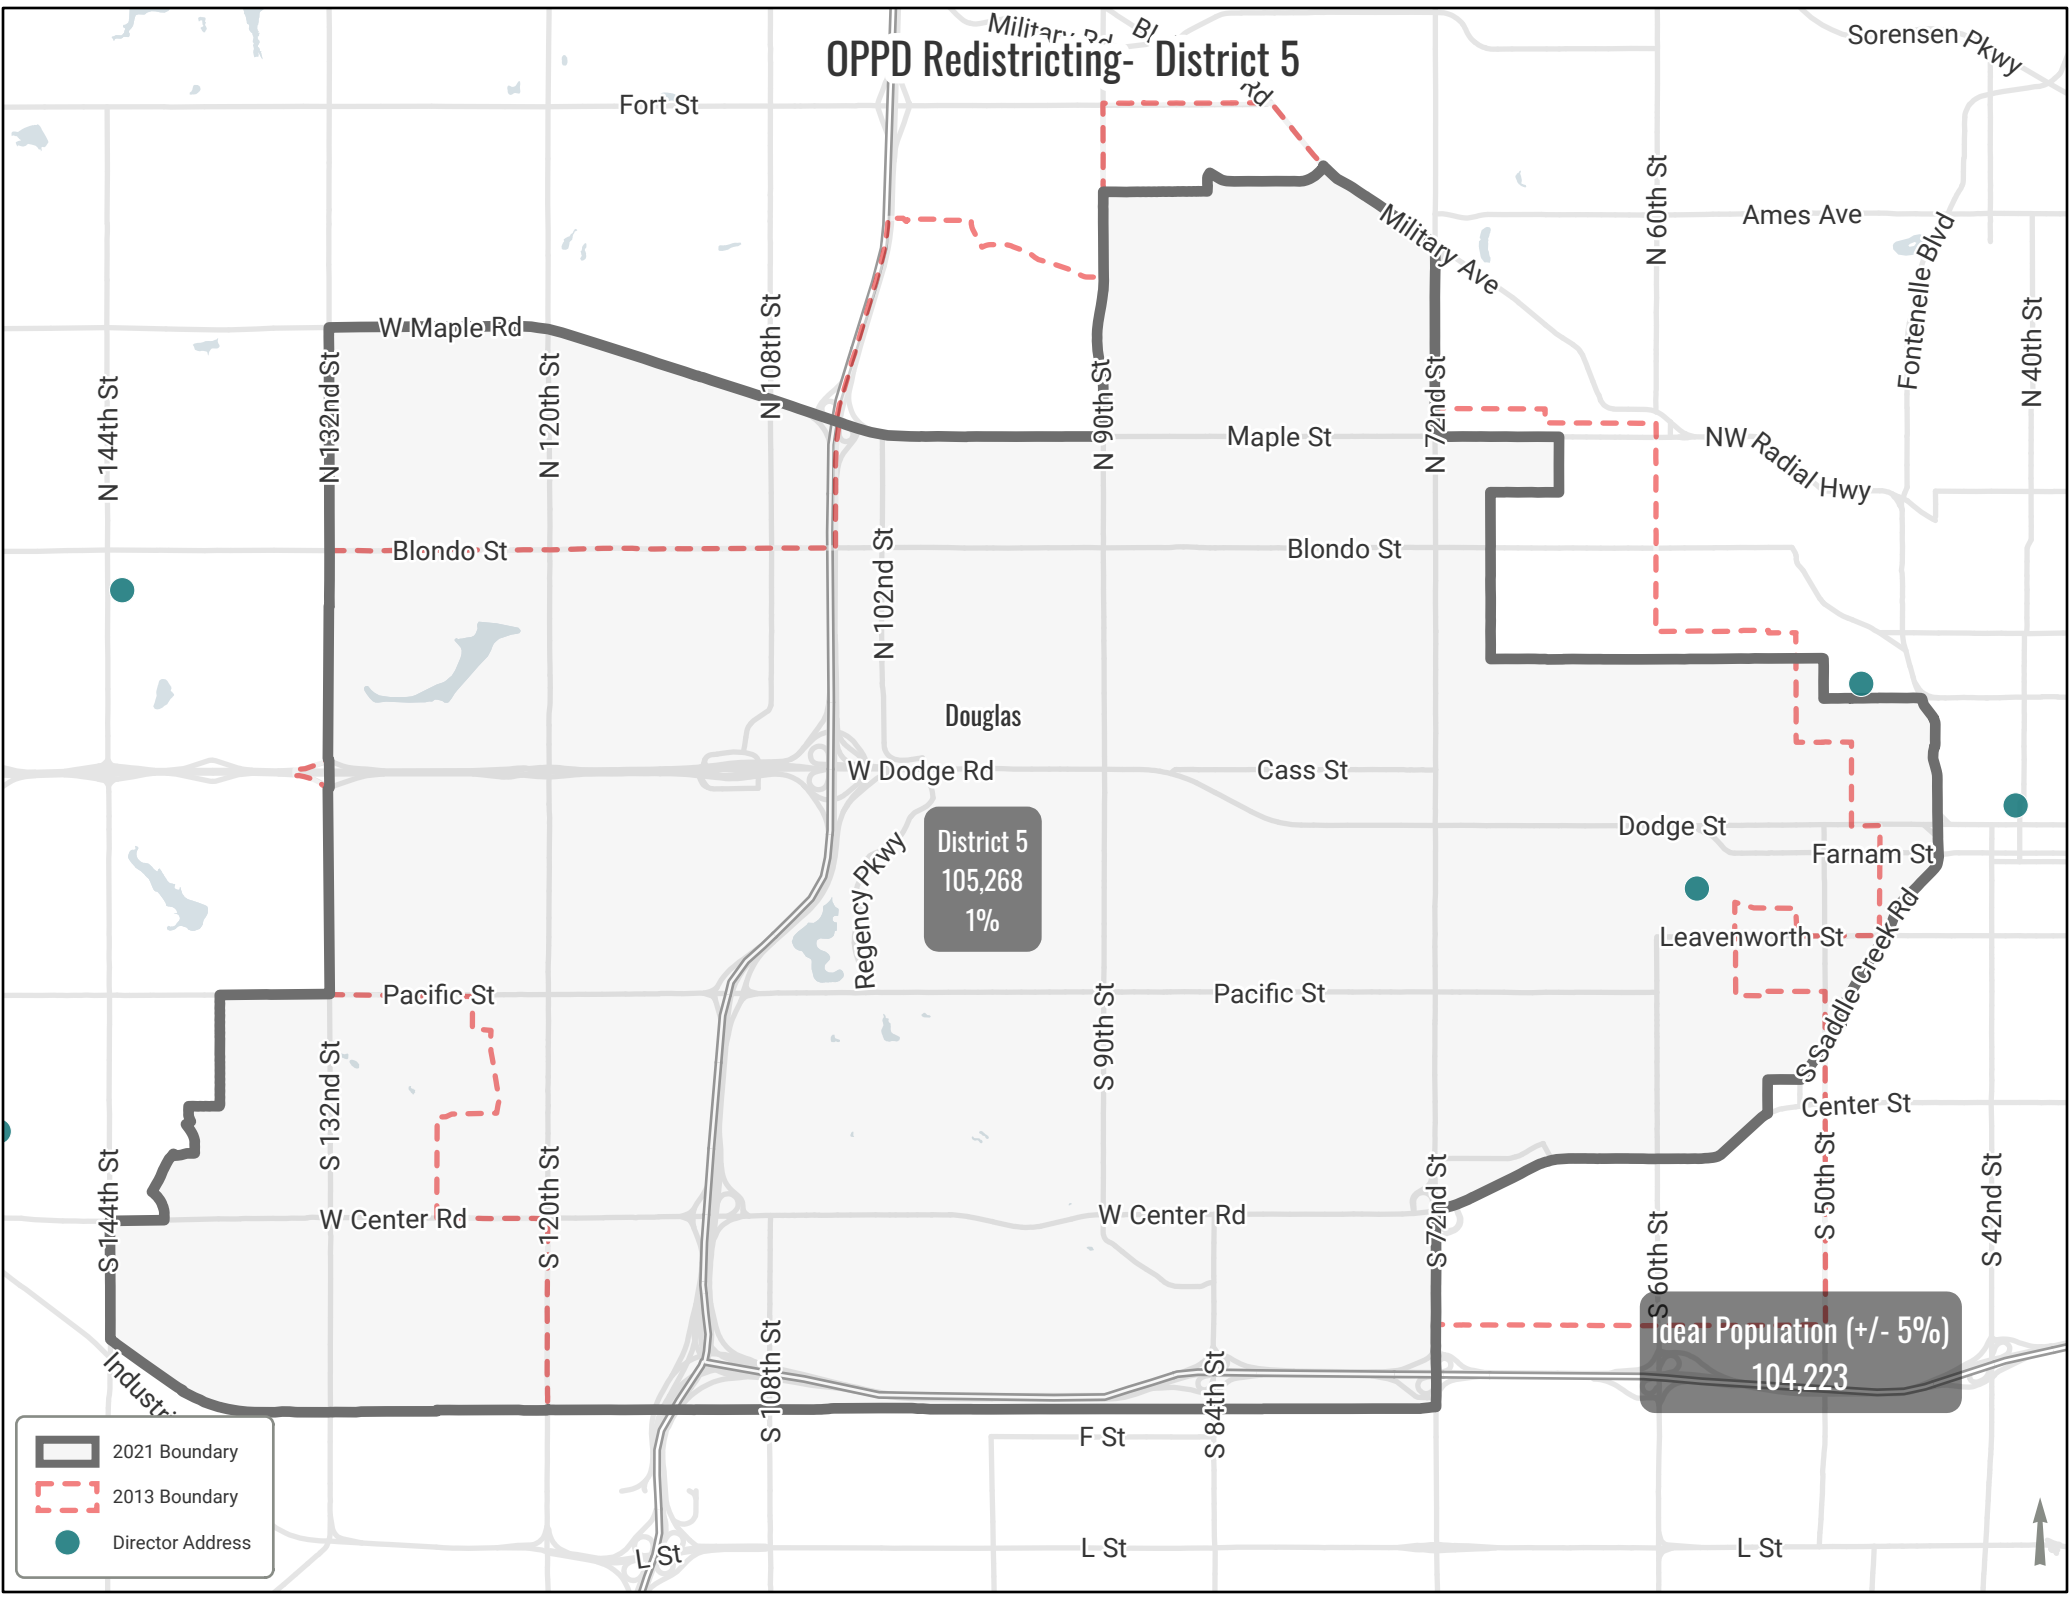 Military Rd
OPPD Redistricting- District 5
Sorensen Pkwy
Fort St
Rd
N 60th St
Ames Ave
Military Ave
Fontenelle Blvd
N 108th St
W Maple Rd
N 40th St
N 132nd St
N 120th St
N 144th St
N 90th St
N 72nd St
Maple St
NW Radial Hwy
Blondo St
Blondo St
N 102nd St
Douglas
W Dodge Rd
Cass St
Dodge St
Farnam St
Regency Pkwy
District 5
105,268
1%
Leavenworth St
S Saddle Creek Rd
Pacific St
Pacific St
S 132nd St
S 90th St
Center St
S 144th St
S 120th St
S 72nd St
S 50th St
S 42nd St
W Center Rd
W Center Rd
S 60th St
Ideal Population (+/- 5%)
104,223
S 108th St
S 84th St
F St
2021 Boundary
2013 Boundary
Director Address
L St
L St
L St